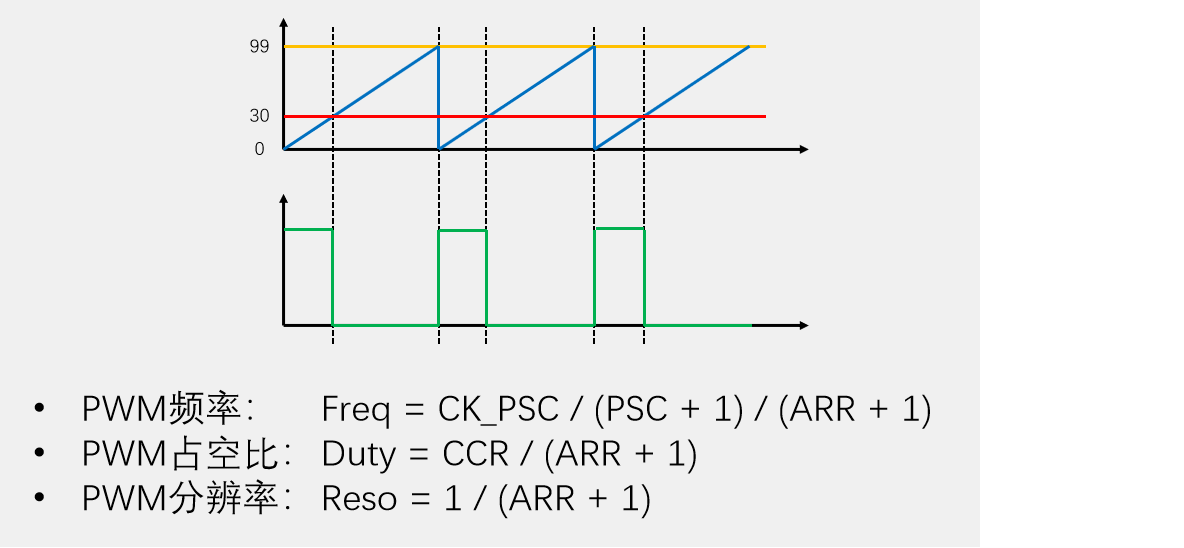 99
30
0
• PWM频率: Freq = CK_PSC / (PSC + 1) / (ARR + 1)
• PWM占空比: Duty = CCR / (ARR + 1)
• PWM分辨率: Reso = 1 / (ARR + 1)